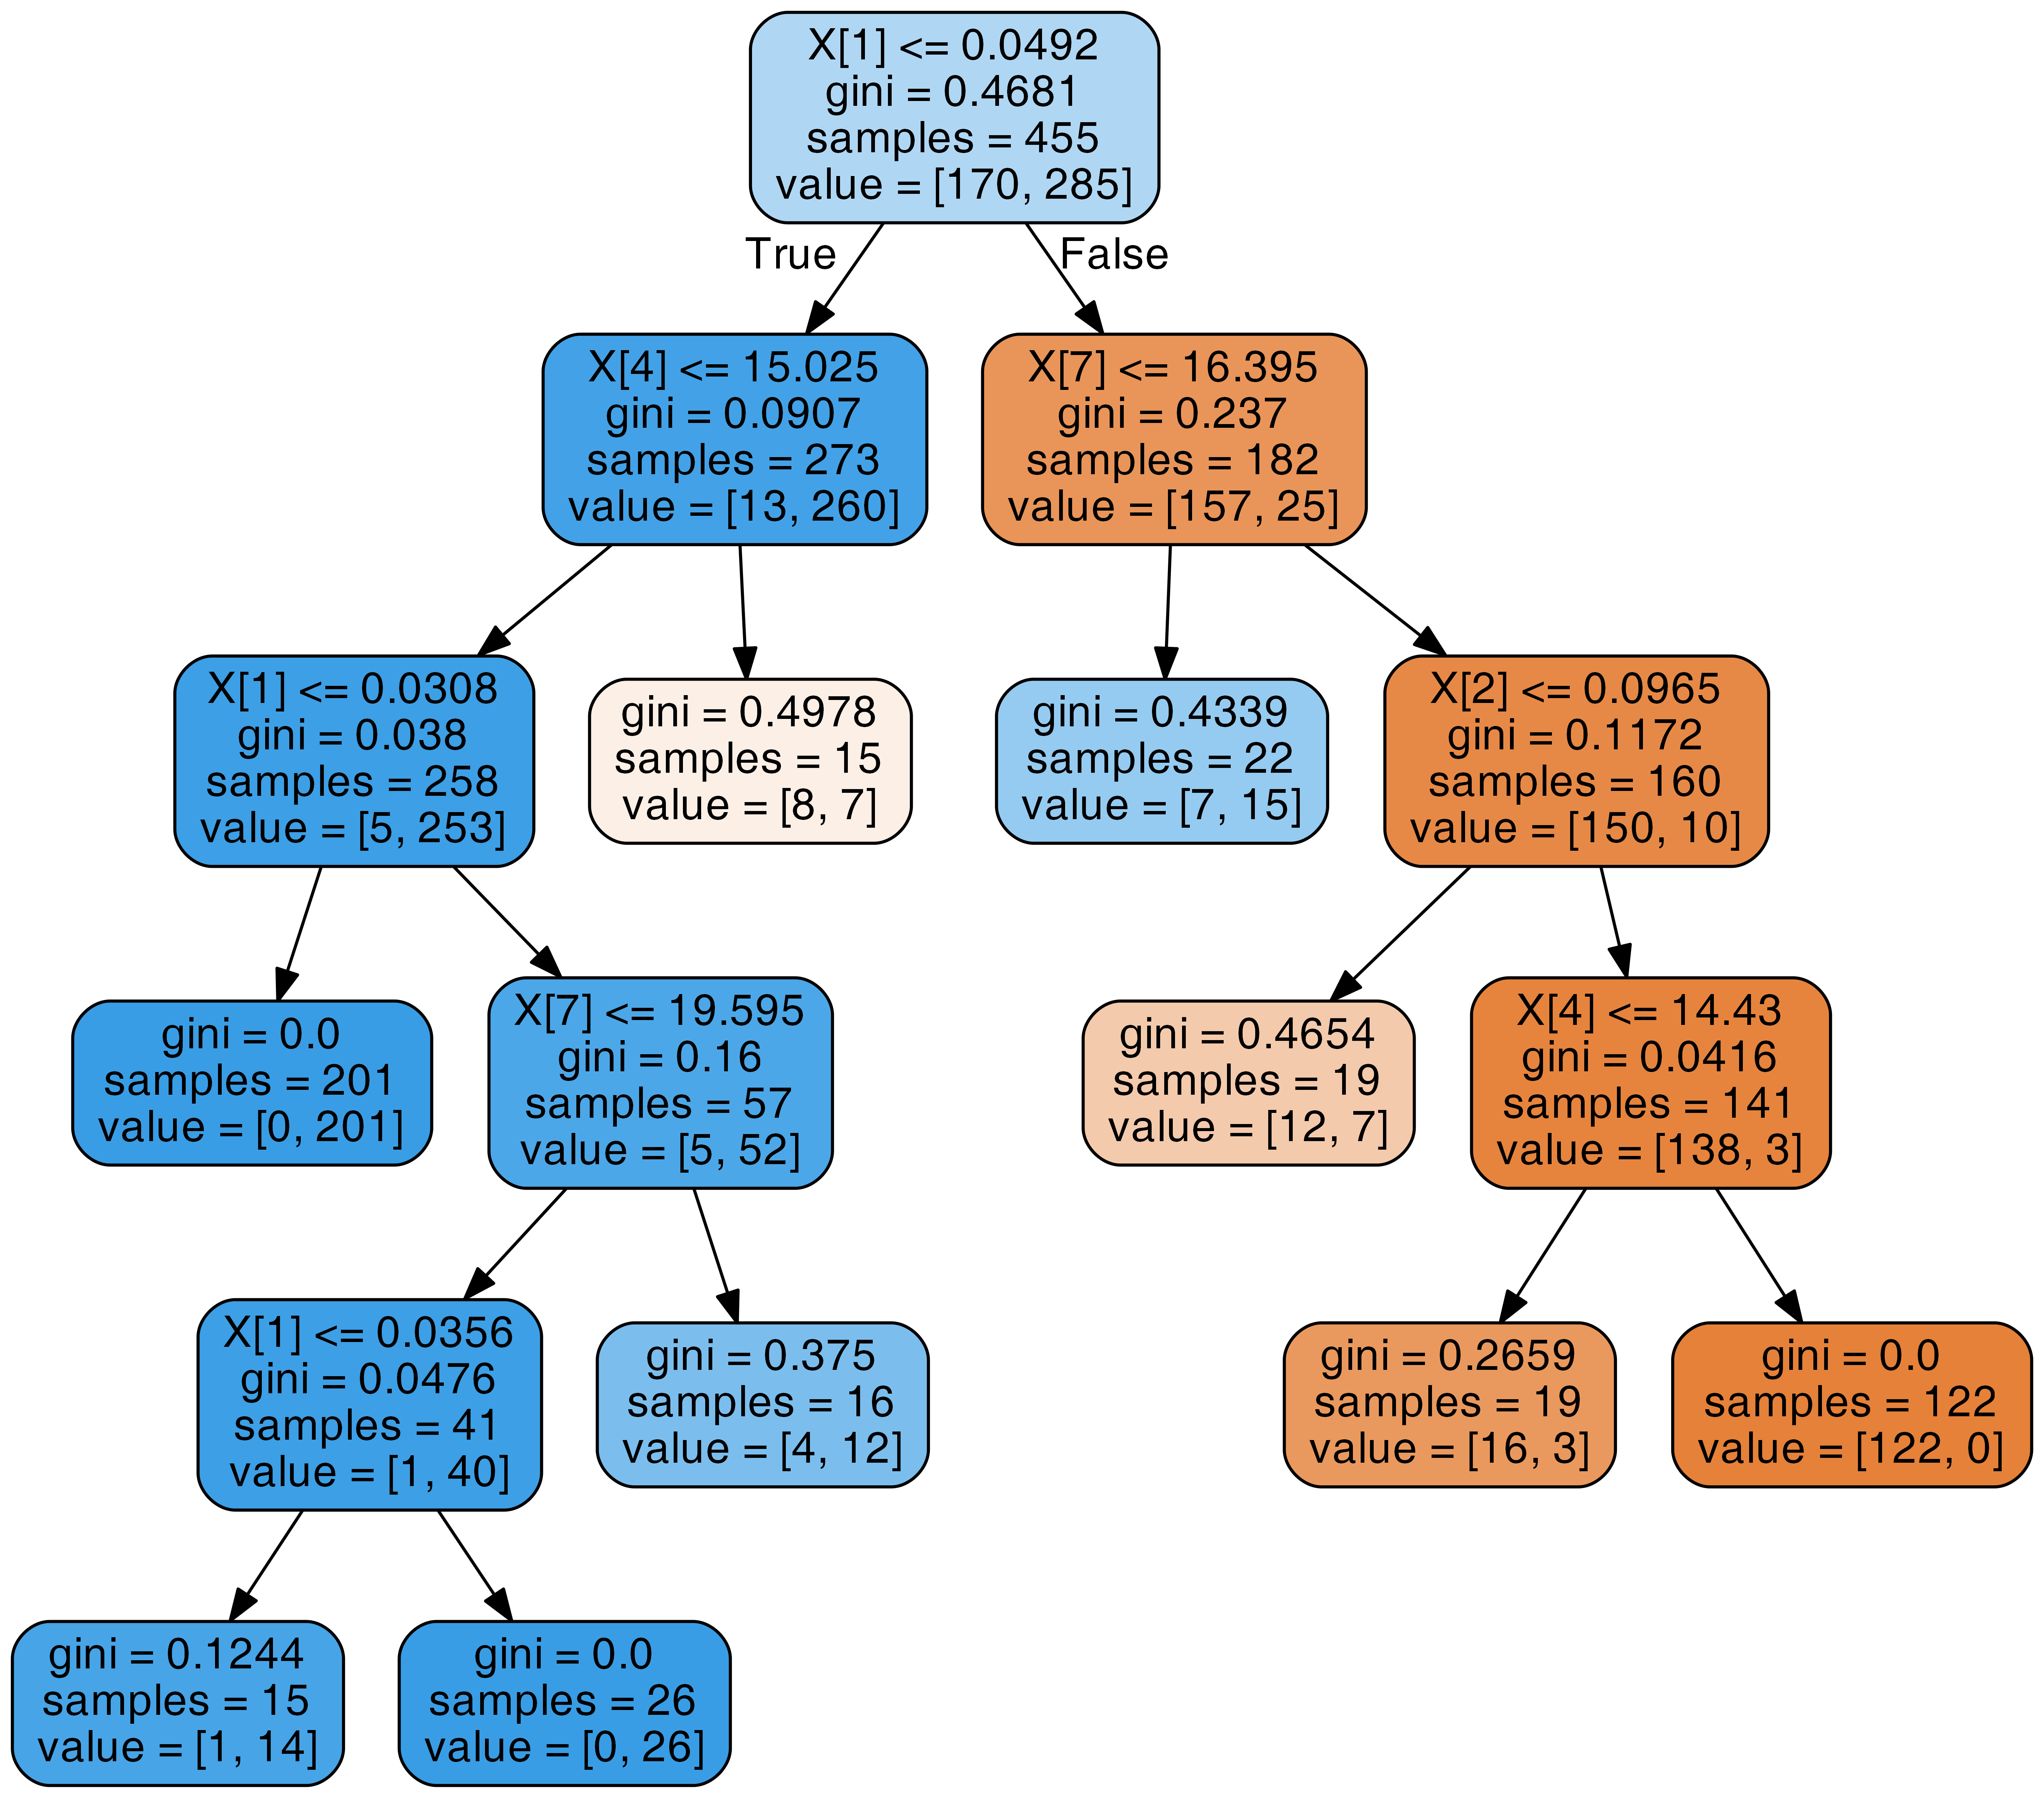 X[1] <= 0.0492
gini = 0.4681
samples = 455
value = [170, 285]
True
False
X[4] <= 15.025
gini = 0.0907
samples = 273
value = [13, 260]
X[7] <= 16.395
gini = 0.237
samples = 182
value = [157, 25]
X[1] <= 0.0308
gini = 0.038
samples = 258
value = [5, 253]
gini = 0.4978
samples = 15
value = [8, 7]
gini = 0.4339
samples = 22
value = [7, 15]
X[2] <= 0.0965
gini = 0.1172
samples = 160
value = [150, 10]
gini = 0.0
samples = 201
value = [0, 201]
X[7] <= 19.595
gini = 0.16
samples = 57
value = [5, 52]
gini = 0.4654
samples = 19
value = [12, 7]
X[4] <= 14.43
gini = 0.0416
samples = 141
value = [138, 3]
X[1] <= 0.0356
gini = 0.0476
samples = 41
value = [1, 40]
gini = 0.375
samples = 16
value = [4, 12]
gini = 0.2659
samples = 19
value = [16, 3]
gini = 0.0
samples = 122
value = [122, 0]
gini = 0.1244
samples = 15
value = [1, 14]
gini = 0.0
samples = 26
value = [0, 26]